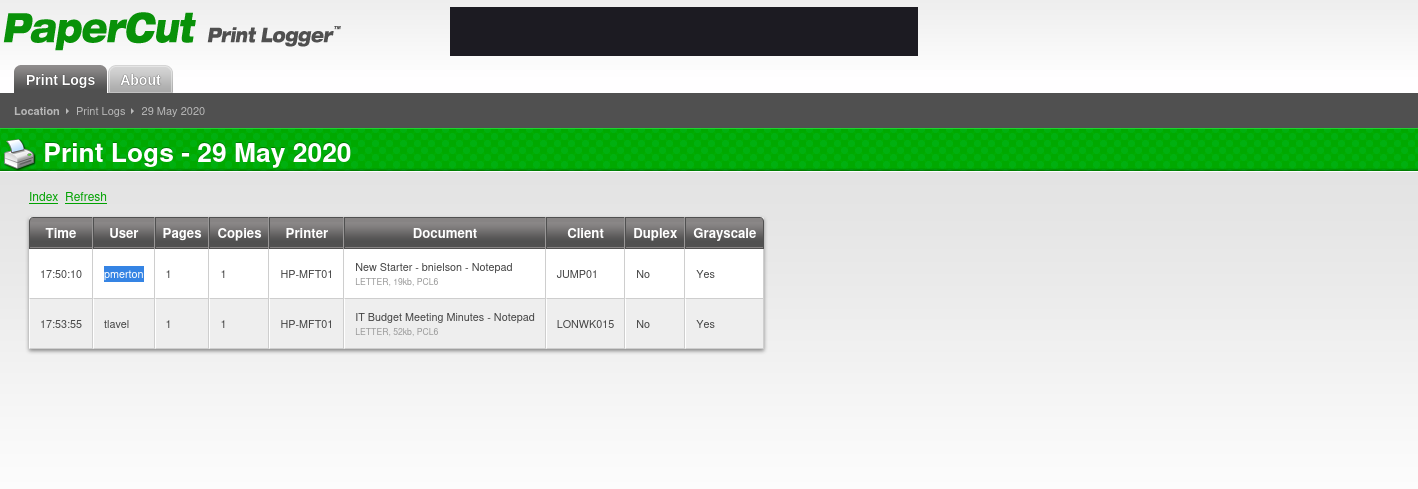 PaperCut Print Logger™
Print Logs About
Location Print Logs 29 May 2020
Print Logs - 29 May 2020
Index Refresh
Time User Pages Copies Printer Document Client Duplex Grayscale
17:50:10 pmerton 1 1 HP-MFT01 New Starter - bnielson - Notepad JUMP01 No Yes
LETTER, 19kb, PCL6
17:53:55 tlavel 1 1 HP-MFT01 IT Budget Meeting Minutes - Notepad LONWK015 No Yes
LETTER, 52kb, PCL6